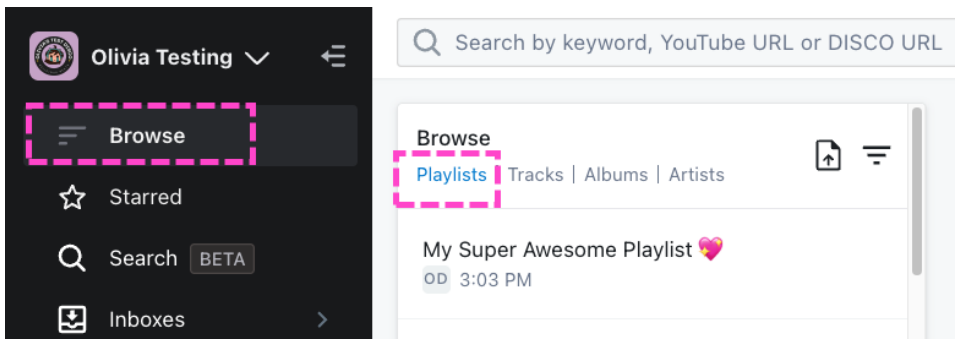 Olivia Testing
Browse
Starred
Search BETA
Inboxes
Search by keyword, YouTube URL or DISCO URL
Browse
Playlists | Tracks | Albums | Artists
My Super Awesome Playlist 💖
OD 3:03 PM